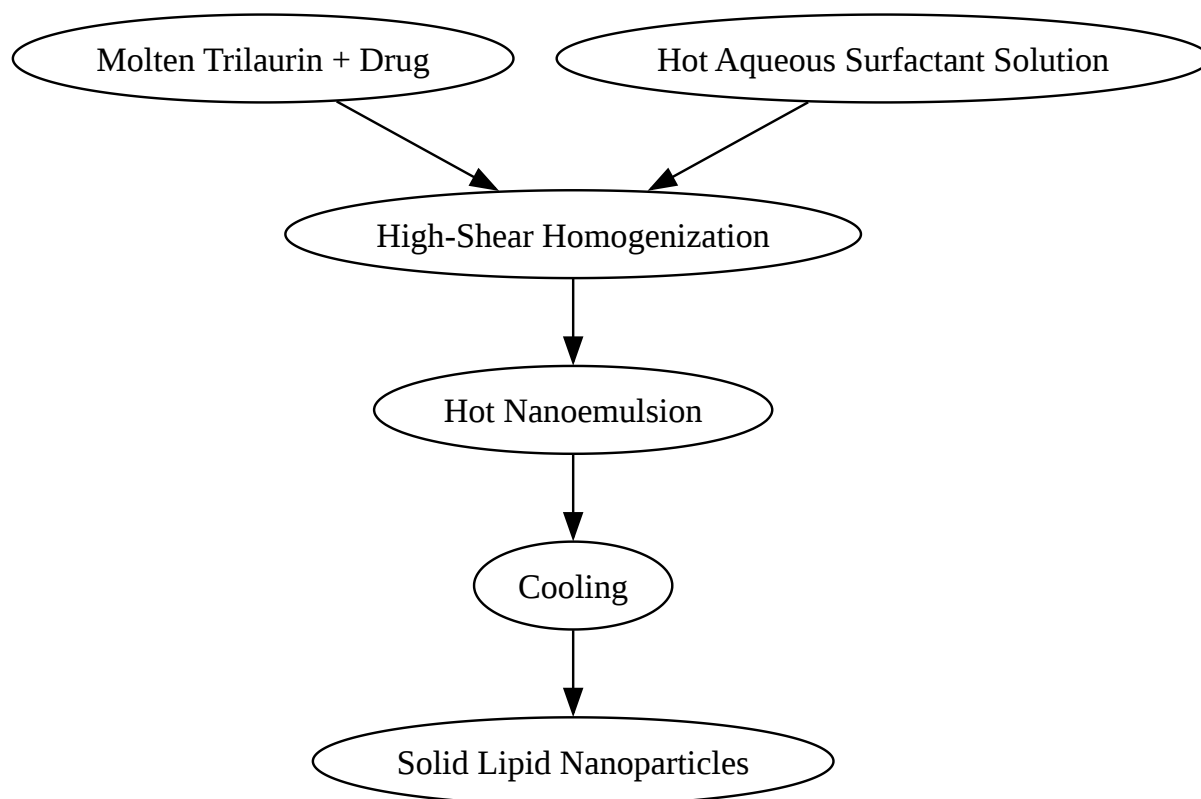 Molten Trilaurin + Drug
Hot Aqueous Surfactant Solution
High-Shear Homogenization
Hot Nanoemulsion
Cooling
Solid Lipid Nanoparticles